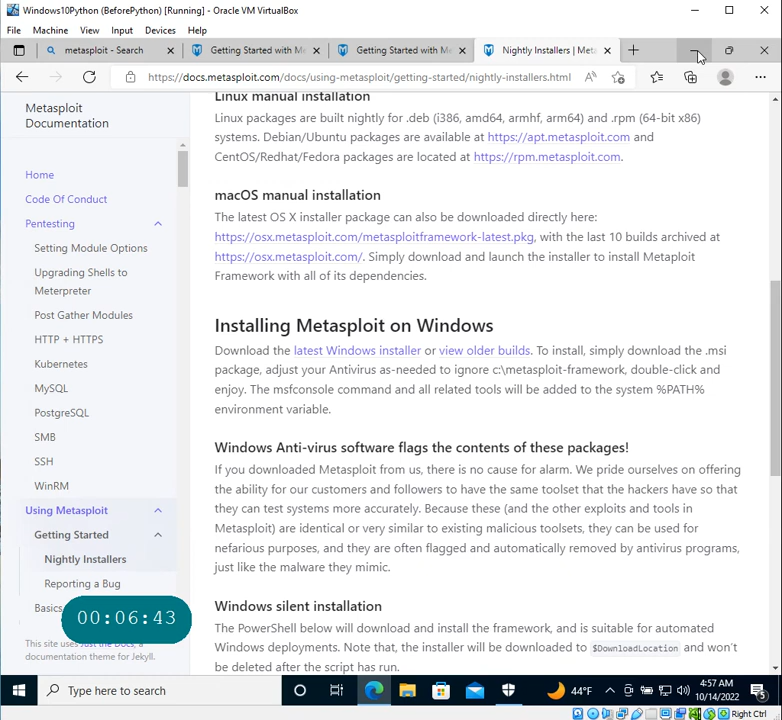 Windows10Python (BeforePython) [Running] - Oracle VM VirtualBox
File Machine View Input Devices Help
metasploit - Search
Getting Started with Me
Getting Started with Me
Nightly Installers | Meta
https://docs.metasploit.com/docs/using-metasploit/getting-started/nightly-installers.html
Metasploit
Documentation
Home
Code Of Conduct
Pentesting
Setting Module Options
Upgrading Shells to
Meterpreter
Post Gather Modules
HTTP + HTTPS
Kubernetes
MySQL
PostgreSQL
SMB
SSH
WinRM
Using Metasploit
Getting Started
Nightly Installers
Reporting a Bug
Basics
00:06:43
This site uses Just the Docs, a
documentation theme for Jekyll.
Linux manual installation
Linux packages are built nightly for .deb (i386, amd64, armhf, arm64) and .rpm (64-bit x86)
systems. Debian/Ubuntu packages are available at https://apt.metasploit.com and
CentOS/Redhat/Fedora packages are located at https://rpm.metasploit.com.
macOS manual installation
The latest OS X installer package can also be downloaded directly here:
https://osx.metasploit.com/metasploitframework-latest.pkg, with the last 10 builds archived at
https://osx.metasploit.com/. Simply download and launch the installer to install Metaploit
Framework with all of its dependencies.
Installing Metasploit on Windows
Download the latest Windows installer or view older builds. To install, simply download the .msi
package, adjust your Antivirus as-needed to ignore c:\metasploit-framework, double-click and
enjoy. The msfconsole command and all related tools will be added to the system %PATH%
environment variable.
Windows Anti-virus software flags the contents of these packages!
If you downloaded Metasploit from us, there is no cause for alarm. We pride ourselves on offering
the ability for our customers and followers to have the same toolset that the hackers have so that
they can test systems more accurately. Because these (and the other exploits and tools in
Metasploit) are identical or very similar to existing malicious toolsets, they can be used for
nefarious purposes, and they are often flagged and automatically removed by antivirus programs,
just like the malware they mimic.
Windows silent installation
The PowerShell below will download and install the framework, and is suitable for automated
Windows deployments. Note that, the installer will be downloaded to $DownloadLocation and won't
be deleted after the script has run.
Type here to search
44°F
4:57 AM
10/14/2022
5
Right Ctrl